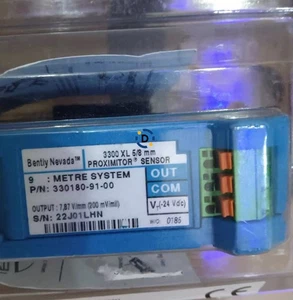 Bently Nevada™
3300 XL 5/8 mm
PROXIMITOR® SENSOR
9 : METRE SYSTEM
P/N: 330180-91-00
OUTPUT : 7.87 V/mm (200 mV/mil)
S/N: 22J01LHN
OUT
COM
VT(-24 Vdc)
0186